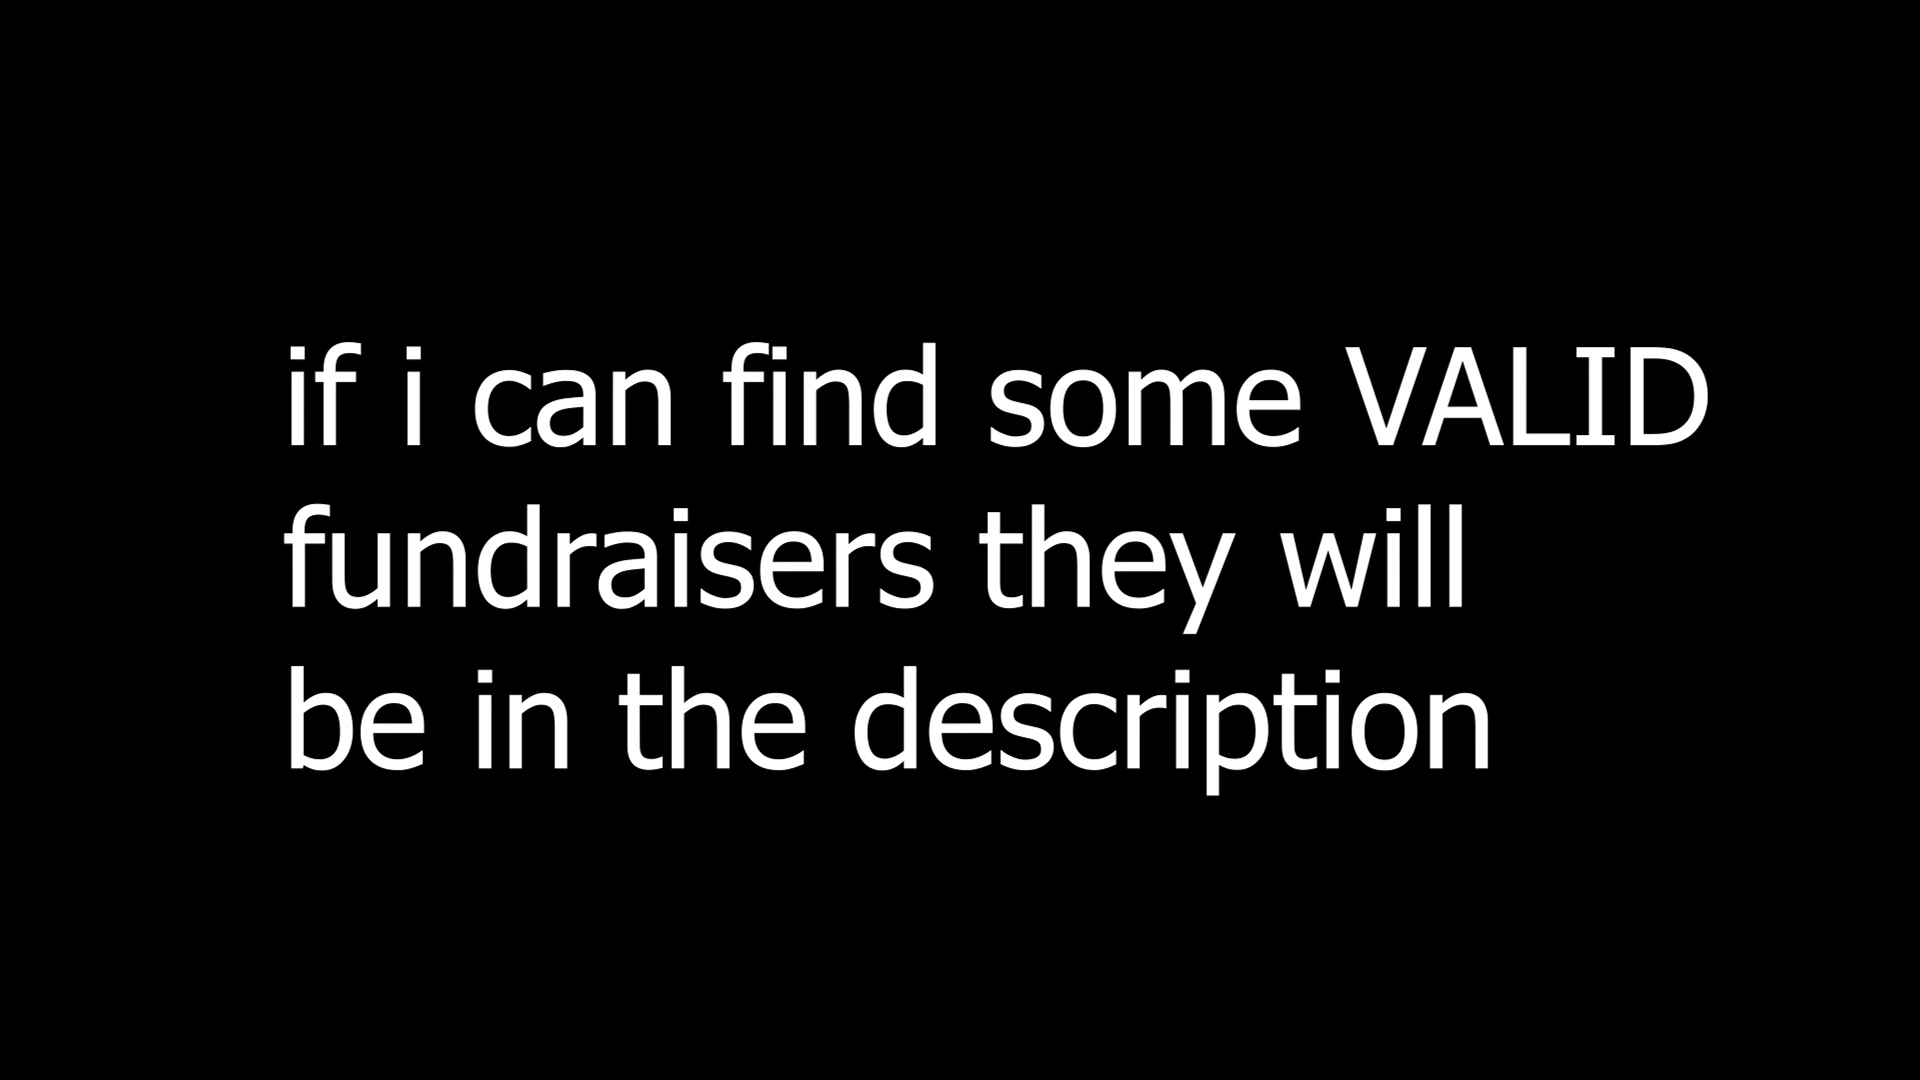 if i can find some VALID
fundraisers they will
be in the description